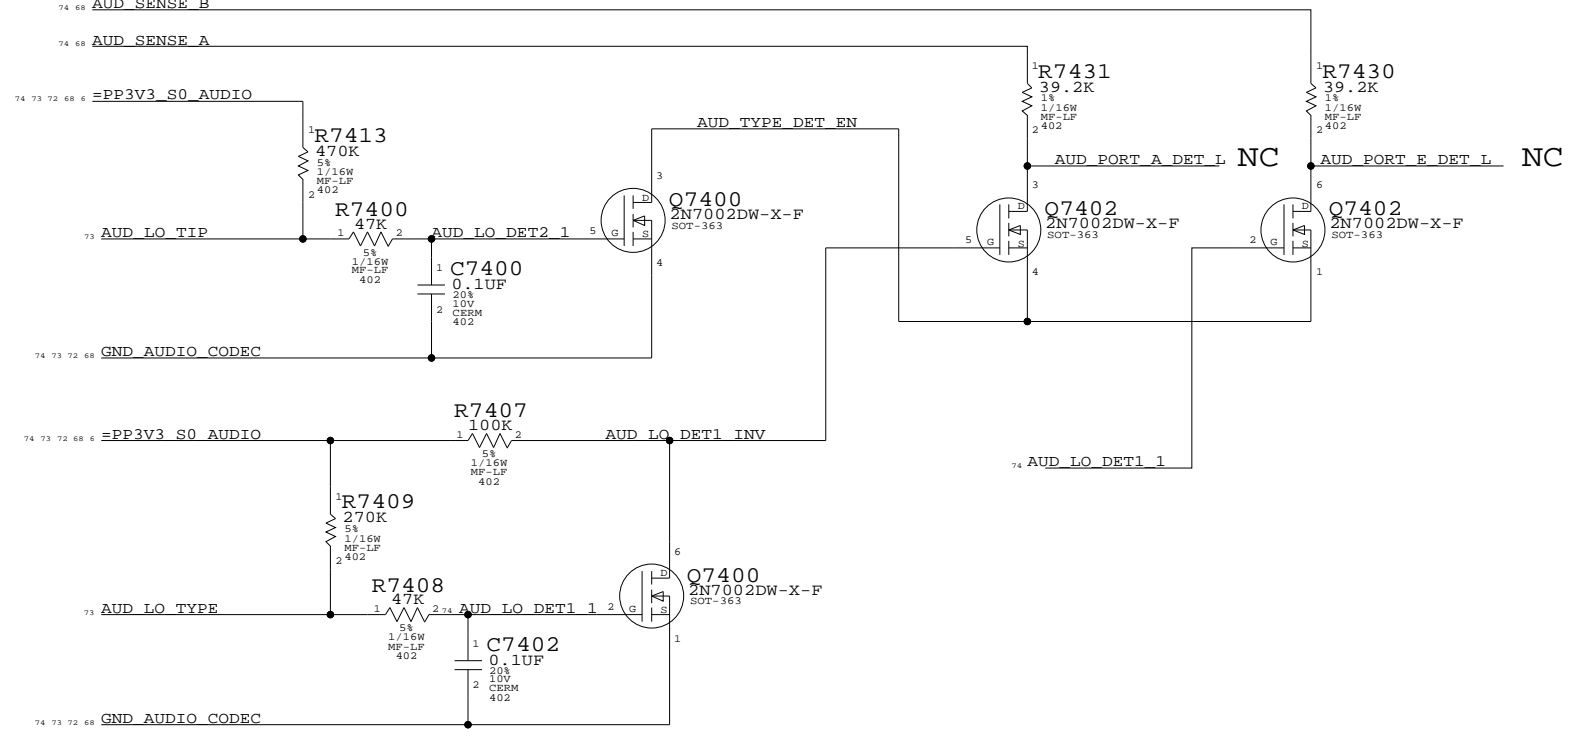 74 68 AUD_SENSE_B
74 68 AUD_SENSE_A
74 73 72 68 6 =PP3V3_S0_AUDIO
1 R7413
470K
5%
1/16W
MF-LF
2 402
73 AUD_LO_TIP
R7400
1 47K 2
5%
1/16W
MF-LF
402
AUD_LO_DET2_1
1 C7400
0.1UF
20%
10V
2 CERM
402
74 73 72 68 GND_AUDIO_CODEC
AUD_TYPE_DET_EN
3
Q7400
2N7002DW-X-F
SOT-363
D
5 G S
4
1 R7431
39.2K
1%
1/16W
MF-LF
2 402
AUD_PORT_A_DET_L NC
3
Q7402
2N7002DW-X-F
SOT-363
D
5 G S
4
1 R7430
39.2K
1%
1/16W
MF-LF
2 402
AUD_PORT_E_DET_L NC
6
Q7402
2N7002DW-X-F
SOT-363
D
2 G S
1
74 73 72 68 6 =PP3V3_S0_AUDIO
R7407
1 100K 2
5%
1/16W
MF-LF
402
AUD_LO_DET1_INV
74 AUD_LO_DET1_1
1 R7409
270K
5%
1/16W
MF-LF
2 402
73 AUD_LO_TYPE
R7408
1 47K 2
5%
1/16W
MF-LF
402
74 AUD_LO_DET1_1
6
Q7400
2N7002DW-X-F
SOT-363
D
2 G S
1
1 C7402
0.1UF
20%
10V
2 CERM
402
74 73 72 68 GND_AUDIO_CODEC